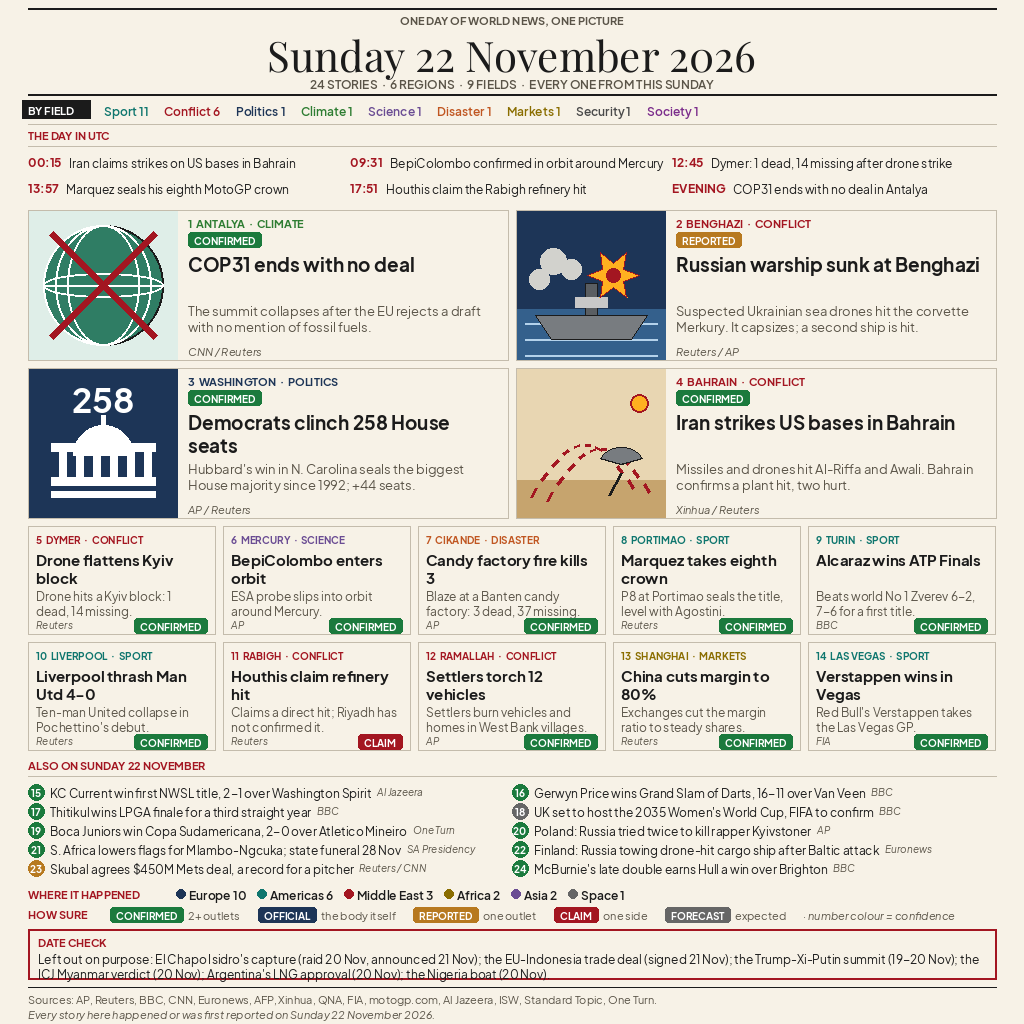 ONE DAY OF WORLD NEWS, ONE PICTURE
Sunday 22 November 2026
24 STORIES · 6 REGIONS · 9 FIELDS · EVERY ONE FROM THIS SUNDAY
BY FIELD Sport 11 Conflict 6 Politics 1 Climate 1 Science 1 Disaster 1 Markets 1 Security 1 Society 1
THE DAY IN UTC
00:15 Iran claims strikes on US bases in Bahrain 09:31 BepiColombo confirmed in orbit around Mercury 12:45 Dymer: 1 dead, 14 missing after drone strike
13:57 Marquez seals his eighth MotoGP crown 17:51 Houthis claim the Rabigh refinery hit EVENING COP31 ends with no deal in Antalya
1 ANTALYA · CLIMATE
CONFIRMED
COP31 ends with no deal
The summit collapses after the EU rejects a draft
with no mention of fossil fuels.
CNN / Reuters
2 BENGHAZI · CONFLICT
REPORTED
Russian warship sunk at Benghazi
Suspected Ukrainian sea drones hit the corvette
Merkury. It capsizes; a second ship is hit.
Reuters / AP
258
3 WASHINGTON · POLITICS
CONFIRMED
Democrats clinch 258 House
seats
Hubbard's win in N. Carolina seals the biggest
House majority since 1992; +44 seats.
AP / Reuters
4 BAHRAIN · CONFLICT
CONFIRMED
Iran strikes US bases in Bahrain
Missiles and drones hit Al-Riffa and Awali. Bahrain
confirms a plant hit, two hurt.
Xinhua / Reuters
5 DYMER · CONFLICT
Drone flattens Kyiv
block
Drone hits a Kyiv block: 1
dead, 14 missing.
Reuters CONFIRMED
6 MERCURY · SCIENCE
BepiColombo enters
orbit
ESA probe slips into orbit
around Mercury.
AP CONFIRMED
7 CIKANDE · DISASTER
Candy factory fire kills
3
Blaze at a Banten candy
factory: 3 dead, 37 missing.
AP CONFIRMED
8 PORTIMAO · SPORT
Marquez takes eighth
crown
P8 at Portimao seals the title,
level with Agostini.
Reuters CONFIRMED
9 TURIN · SPORT
Alcaraz wins ATP Finals
Beats world No 1 Zverev 6–2,
7–6 for a first title.
BBC CONFIRMED
10 LIVERPOOL · SPORT
Liverpool thrash Man
Utd 4–0
Ten-man United collapse in
Pochettino's debut.
Reuters CONFIRMED
11 RABIGH · CONFLICT
Houthis claim refinery
hit
Claims a direct hit; Riyadh has
not confirmed it.
Reuters CLAIM
12 RAMALLAH · CONFLICT
Settlers torch 12
vehicles
Settlers burn vehicles and
homes in West Bank villages.
AP CONFIRMED
13 SHANGHAI · MARKETS
China cuts margin to
80%
Exchanges cut the margin
ratio to steady shares.
Reuters CONFIRMED
14 LAS VEGAS · SPORT
Verstappen wins in
Vegas
Red Bull's Verstappen takes
the Las Vegas GP.
FIA CONFIRMED
ALSO ON SUNDAY 22 NOVEMBER
15 KC Current win first NWSL title, 2–1 over Washington Spirit Al Jazeera
16 Gerwyn Price wins Grand Slam of Darts, 16–11 over Van Veen BBC
17 Thitikul wins LPGA finale for a third straight year BBC
18 UK set to host the 2035 Women's World Cup, FIFA to confirm BBC
19 Boca Juniors win Copa Sudamericana, 2–0 over Atletico Mineiro OneTurn
20 Poland: Russia tried twice to kill rapper Kyivstoner AP
21 S. Africa lowers flags for Mlambo-Ngcuka; state funeral 28 Nov SA Presidency
22 Finland: Russia towing drone-hit cargo ship after Baltic attack Euronews
23 Skubal agrees $450M Mets deal, a record for a pitcher Reuters / CNN
24 McBurnie's late double earns Hull a win over Brighton BBC
WHERE IT HAPPENED Europe 10 Americas 6 Middle East 3 Africa 2 Asia 2 Space 1
HOW SURE CONFIRMED 2+ outlets OFFICIAL the body itself REPORTED one outlet CLAIM one side FORECAST expected · number colour = confidence
DATE CHECK
Left out on purpose: El Chapo Isidro's capture (raid 20 Nov, announced 21 Nov); the EU-Indonesia trade deal (signed 21 Nov); the Trump-Xi-Putin summit (19–20 Nov); the
ICJ Myanmar verdict (20 Nov); Argentina's LNG approval (20 Nov); the Nigeria boat (20 Nov).
Sources: AP, Reuters, BBC, CNN, Euronews, AFP, Xinhua, QNA, FIA, motogp.com, Al Jazeera, ISW, Standard Topic, One Turn.
Every story here happened or was first reported on Sunday 22 November 2026.